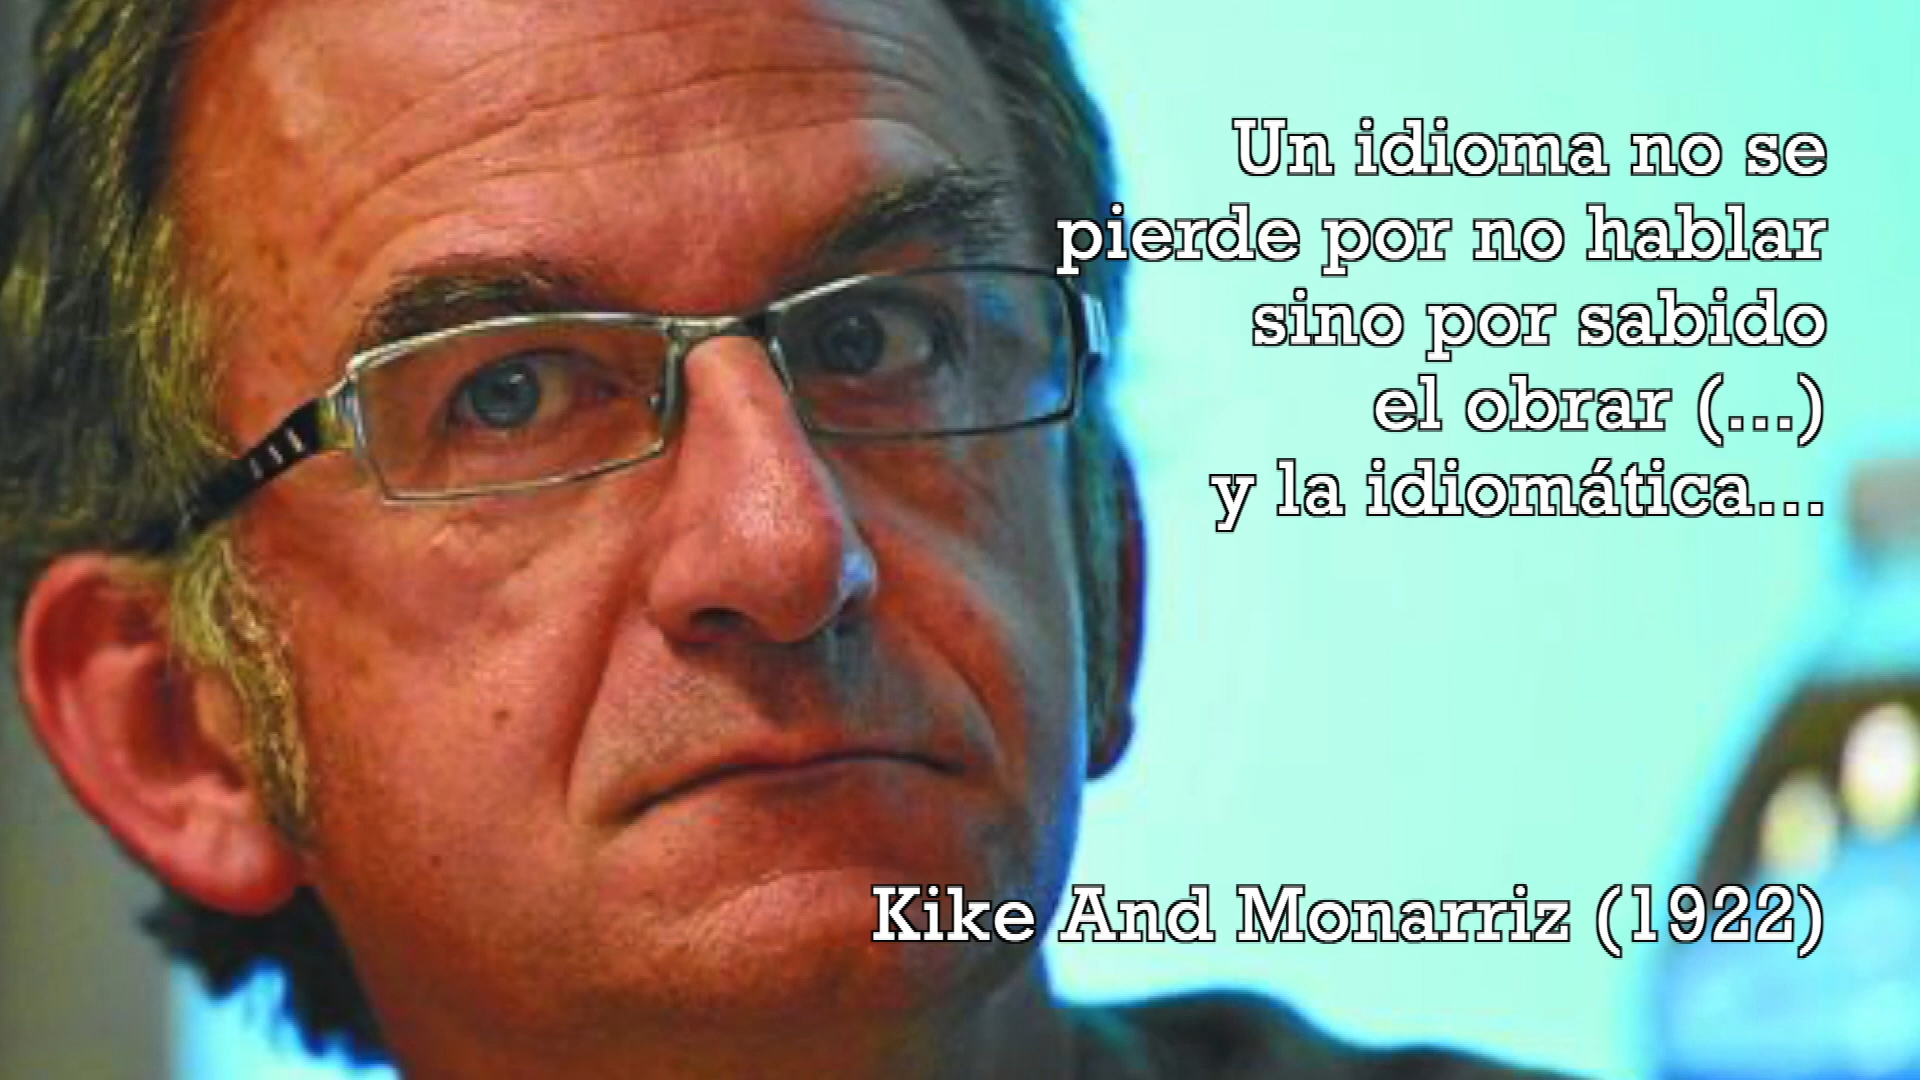 Un idioma no se
pierde por no hablar
sino por sabido
el obrar (...)
y la idiomática...
Kike And Monarriz (1922)